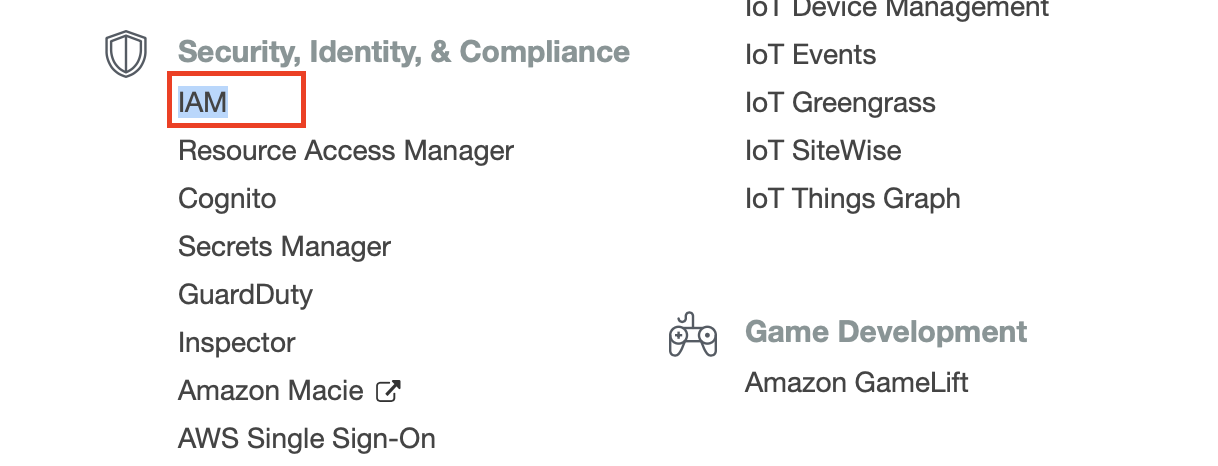 Security, Identity, & Compliance
IAM
Resource Access Manager
Cognito
Secrets Manager
GuardDuty
Inspector
Amazon Macie
AWS Single Sign-On
IoT Device Management
IoT Events
IoT Greengrass
IoT SiteWise
IoT Things Graph
Game Development
Amazon GameLift